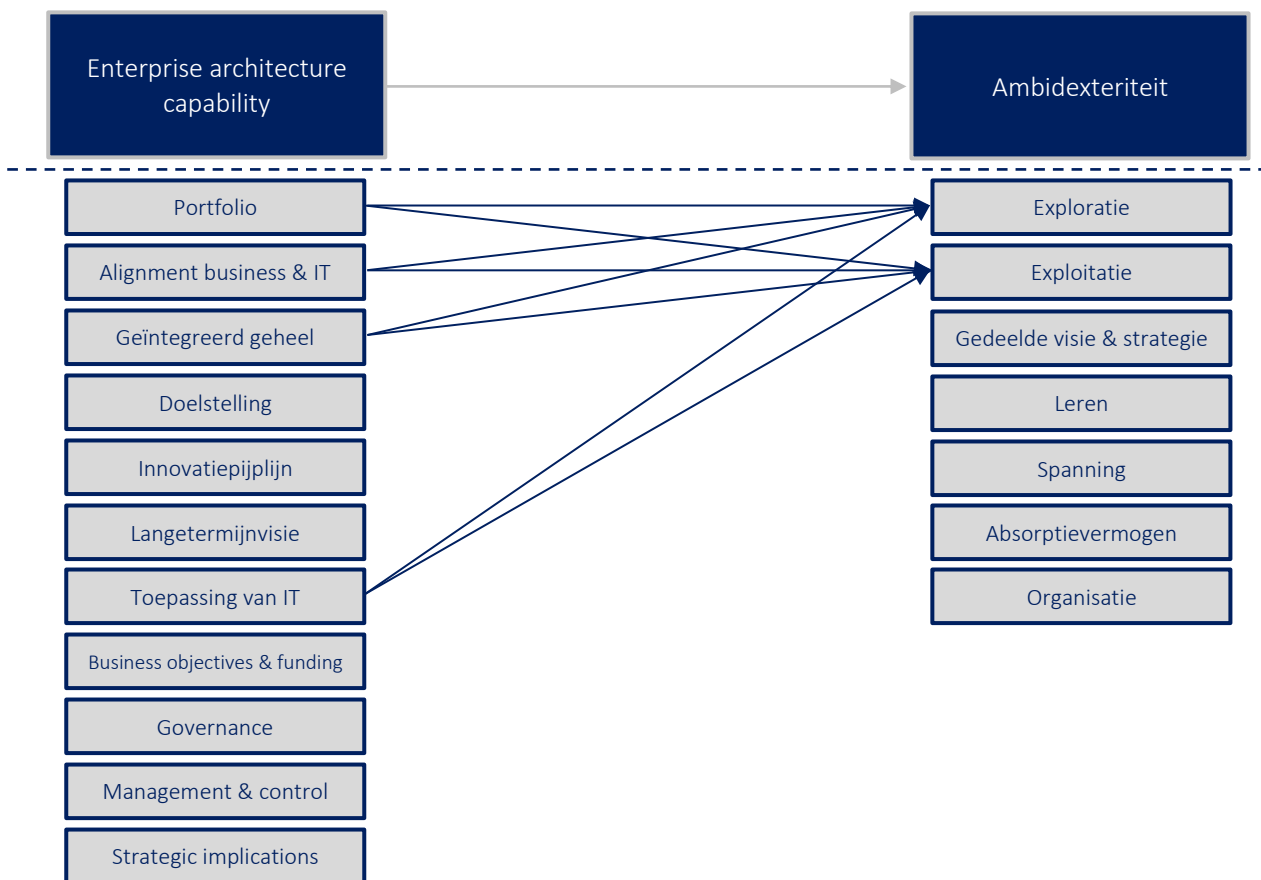 Enterprise architecture
capability
Ambidexteriteit
Portfolio
Alignment business & IT
Geïntegreerd geheel
Doelstelling
Innovatiepijplijn
Langetermijnvisie
Toepassing van IT
Business objectives & funding
Governance
Management & control
Strategic implications
Exploratie
Exploitatie
Gedeelde visie & strategie
Leren
Spanning
Absorptievermogen
Organisatie